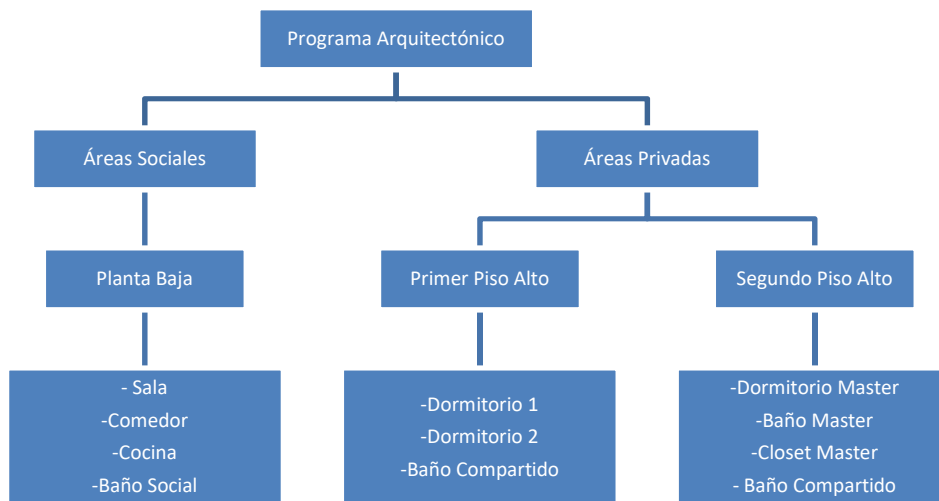 Programa Arquitectónico
Áreas Sociales
Áreas Privadas
Planta Baja
Primer Piso Alto
Segundo Piso Alto
- Sala
-Comedor
-Cocina
-Baño Social
-Dormitorio 1
-Dormitorio 2
-Baño Compartido
-Dormitorio Master
-Baño Master
-Closet Master
- Baño Compartido